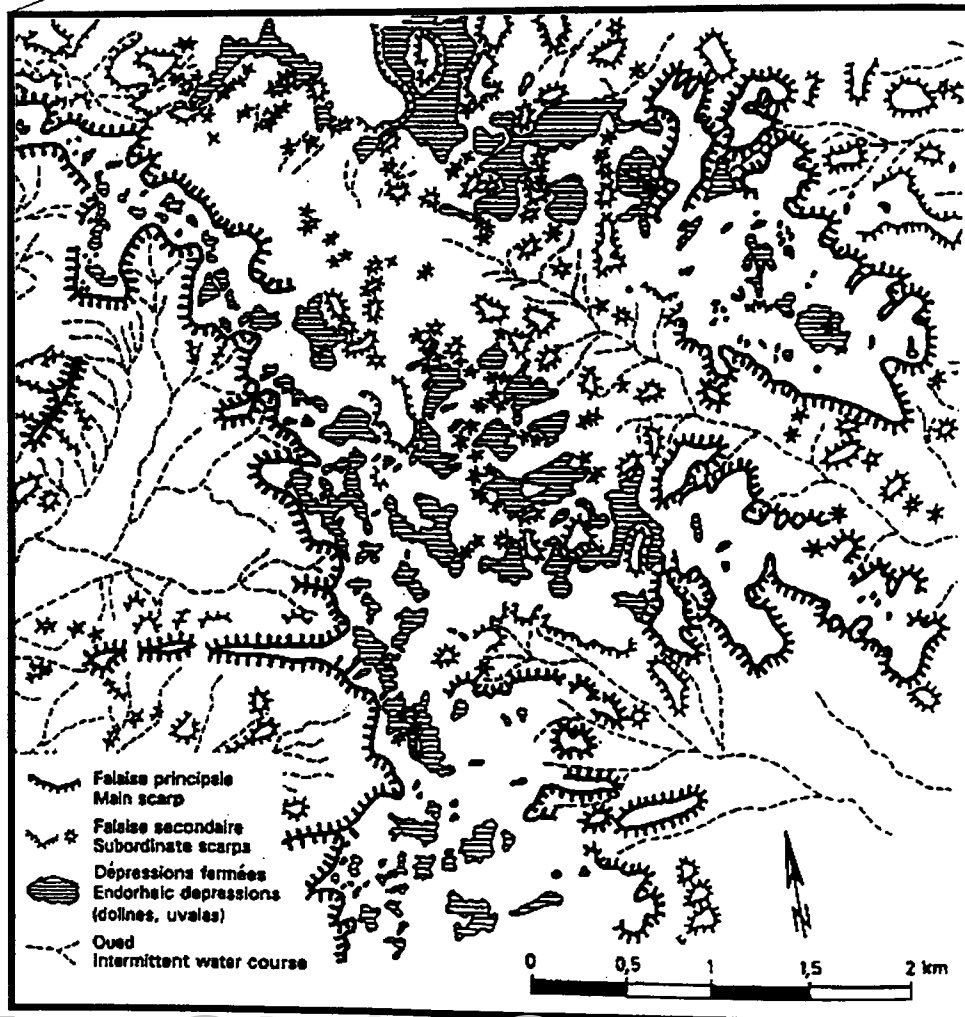 Falaise principale
Main scarp
Falaise secondaire
Subordinate scarps
Dépressions fermées
Endorheic depressions
(dolines, uvalas)
Oued
Intermittent water course
N
0 0,5 1 1,5 2 km